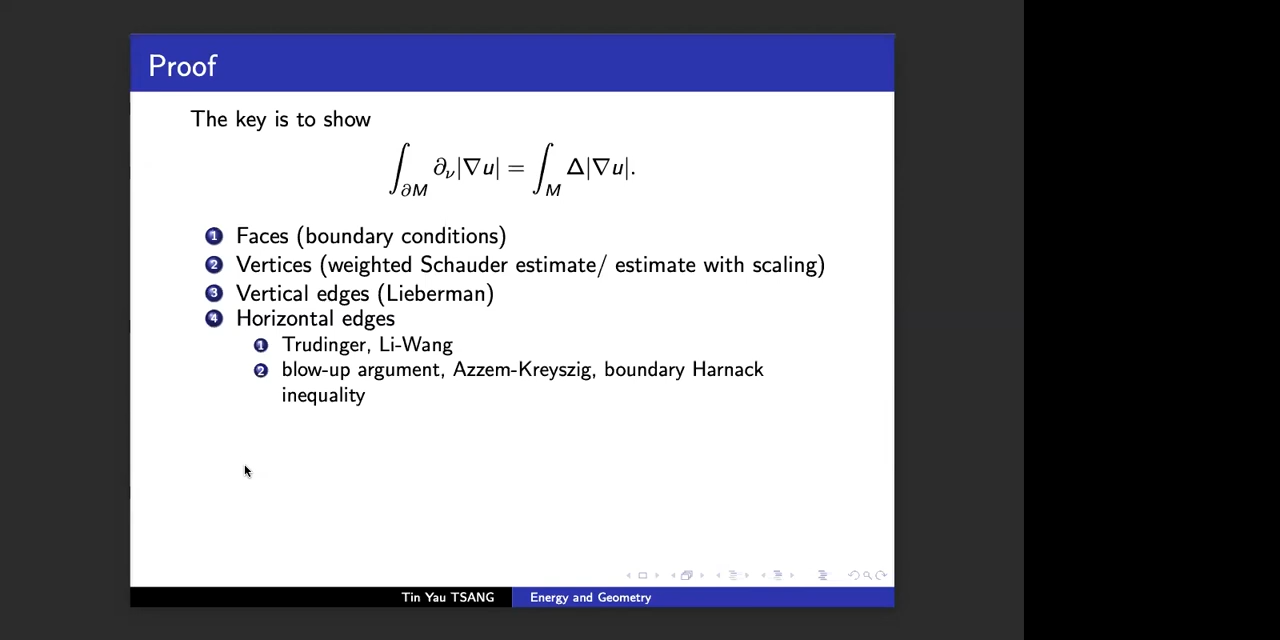 Proof
The key is to show
∫_{∂M} ∂_ν|∇u| = ∫_M Δ|∇u|.
1 Faces (boundary conditions)
2 Vertices (weighted Schauder estimate/ estimate with scaling)
3 Vertical edges (Lieberman)
4 Horizontal edges
1 Trudinger, Li-Wang
2 blow-up argument, Azzem-Kreyszig, boundary Harnack
inequality
Tin Yau TSANG Energy and Geometry